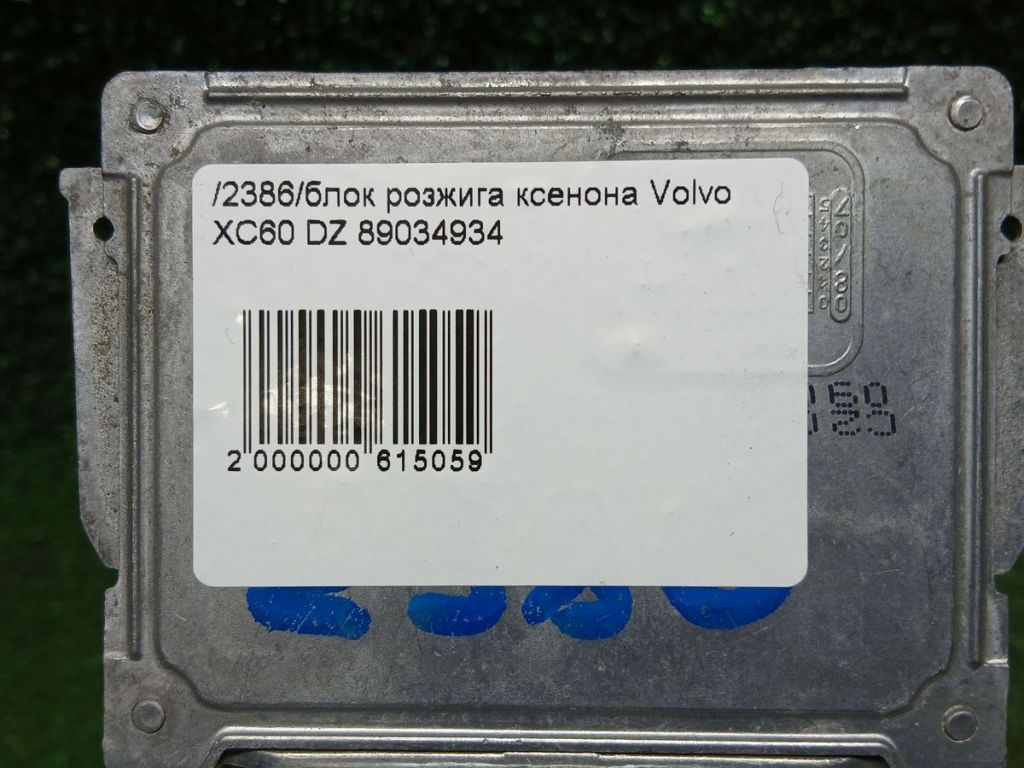 /2386/блок розжига ксенона Volvo
XC60 DZ 89034934
2 000000 615059